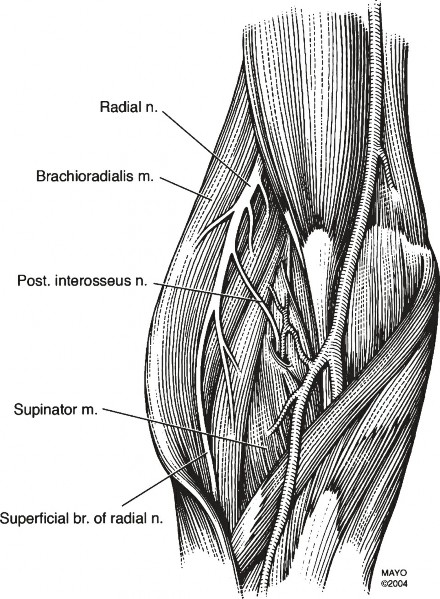 Radial n.
Brachioradialis m.
Post. interosseus n.
Supinator m.
Superficial br. of radial n.
MAYO
©2004